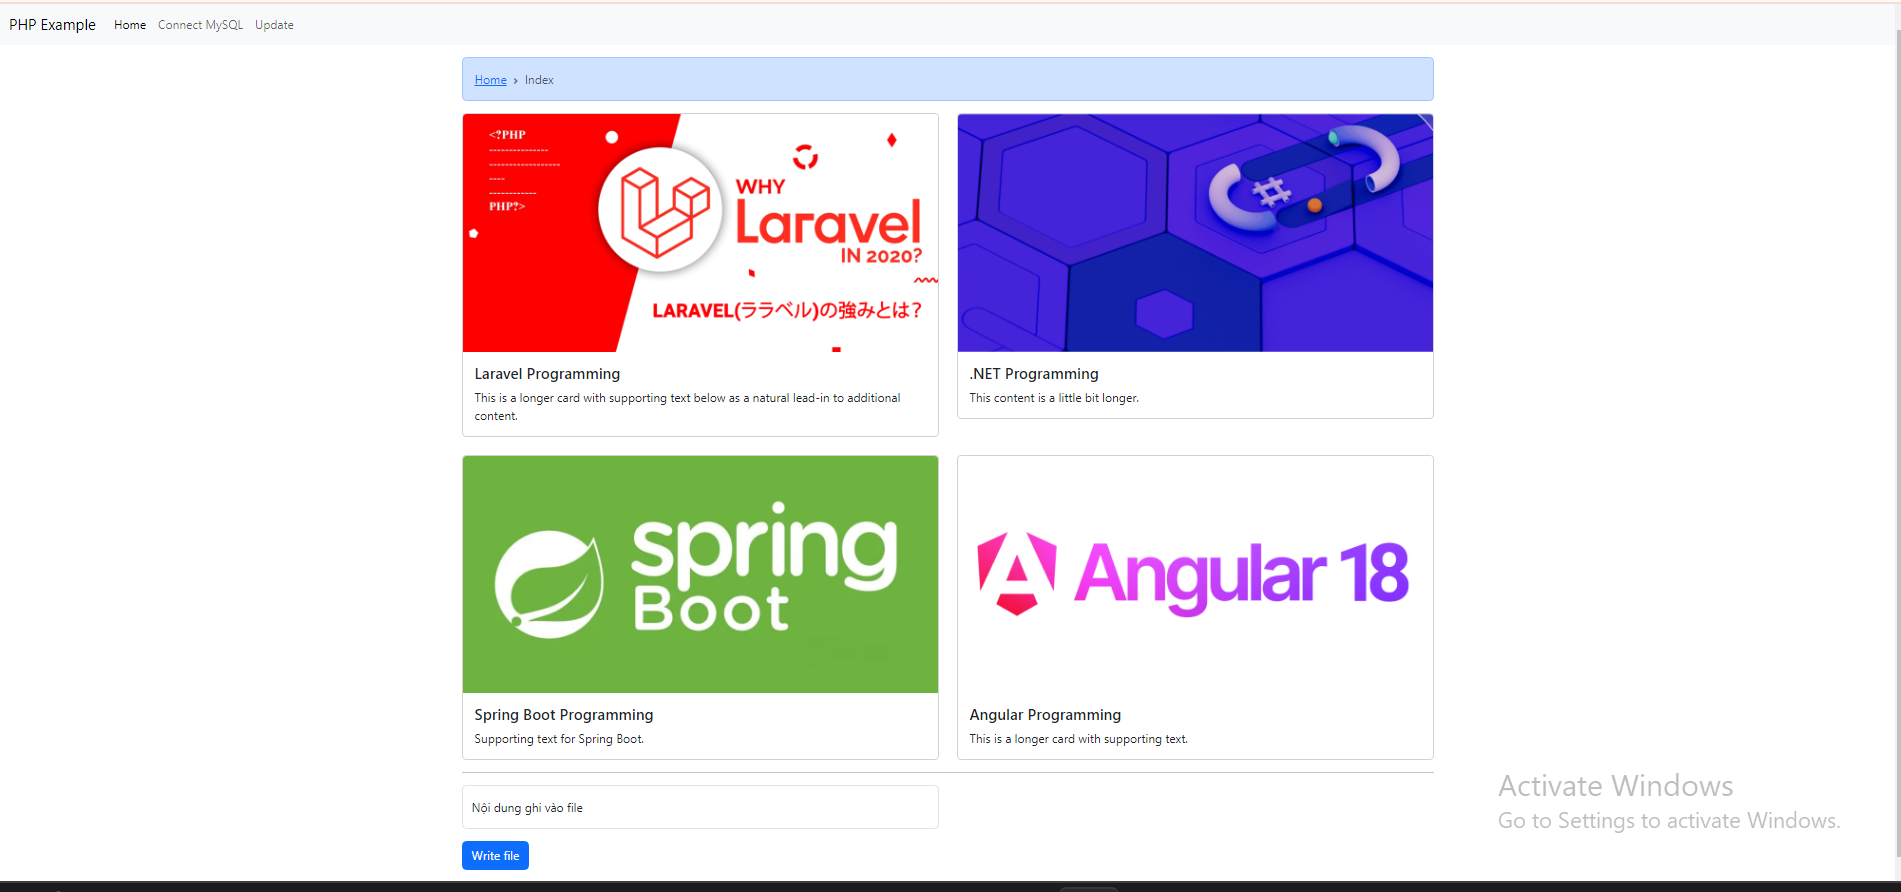 PHP Example Home Connect MySQL Update
Home › Index
<?PHP
---------------
------------------
----
------------
PHP?>
WHY
Laravel
IN 2020?
LARAVEL(ララベル)の強みとは？
Laravel Programming
This is a longer card with supporting text below as a natural lead-in to additional
content.
.NET Programming
This content is a little bit longer.
spring
Boot
Spring Boot Programming
Supporting text for Spring Boot.
Angular 18
Angular Programming
This is a longer card with supporting text.
Nội dung ghi vào file
Write file
Activate Windows
Go to Settings to activate Windows.